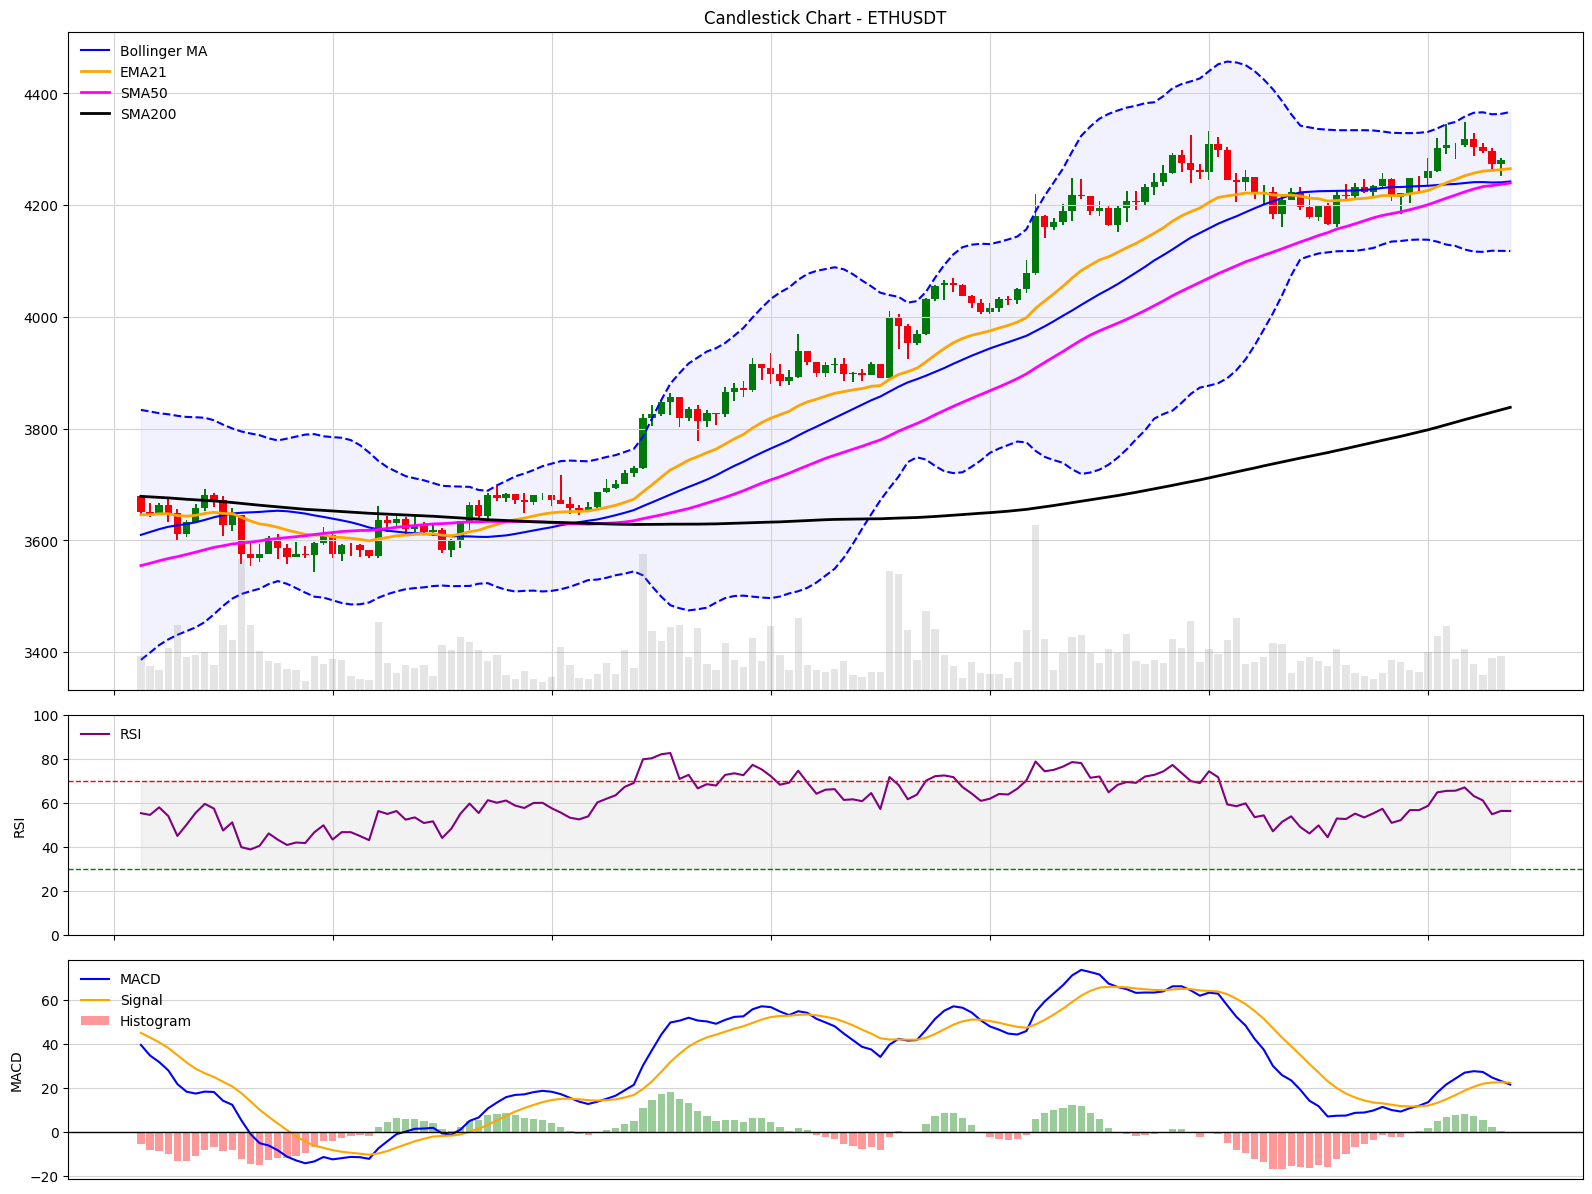 Candlestick Chart - ETHUSDT
Bollinger MA
EMA21
SMA50
SMA200
4400
4200
4000
3800
3600
3400
RSI
100
80
60
40
20
0
RSI
MACD
Signal
Histogram
60
40
20
0
−20
MACD